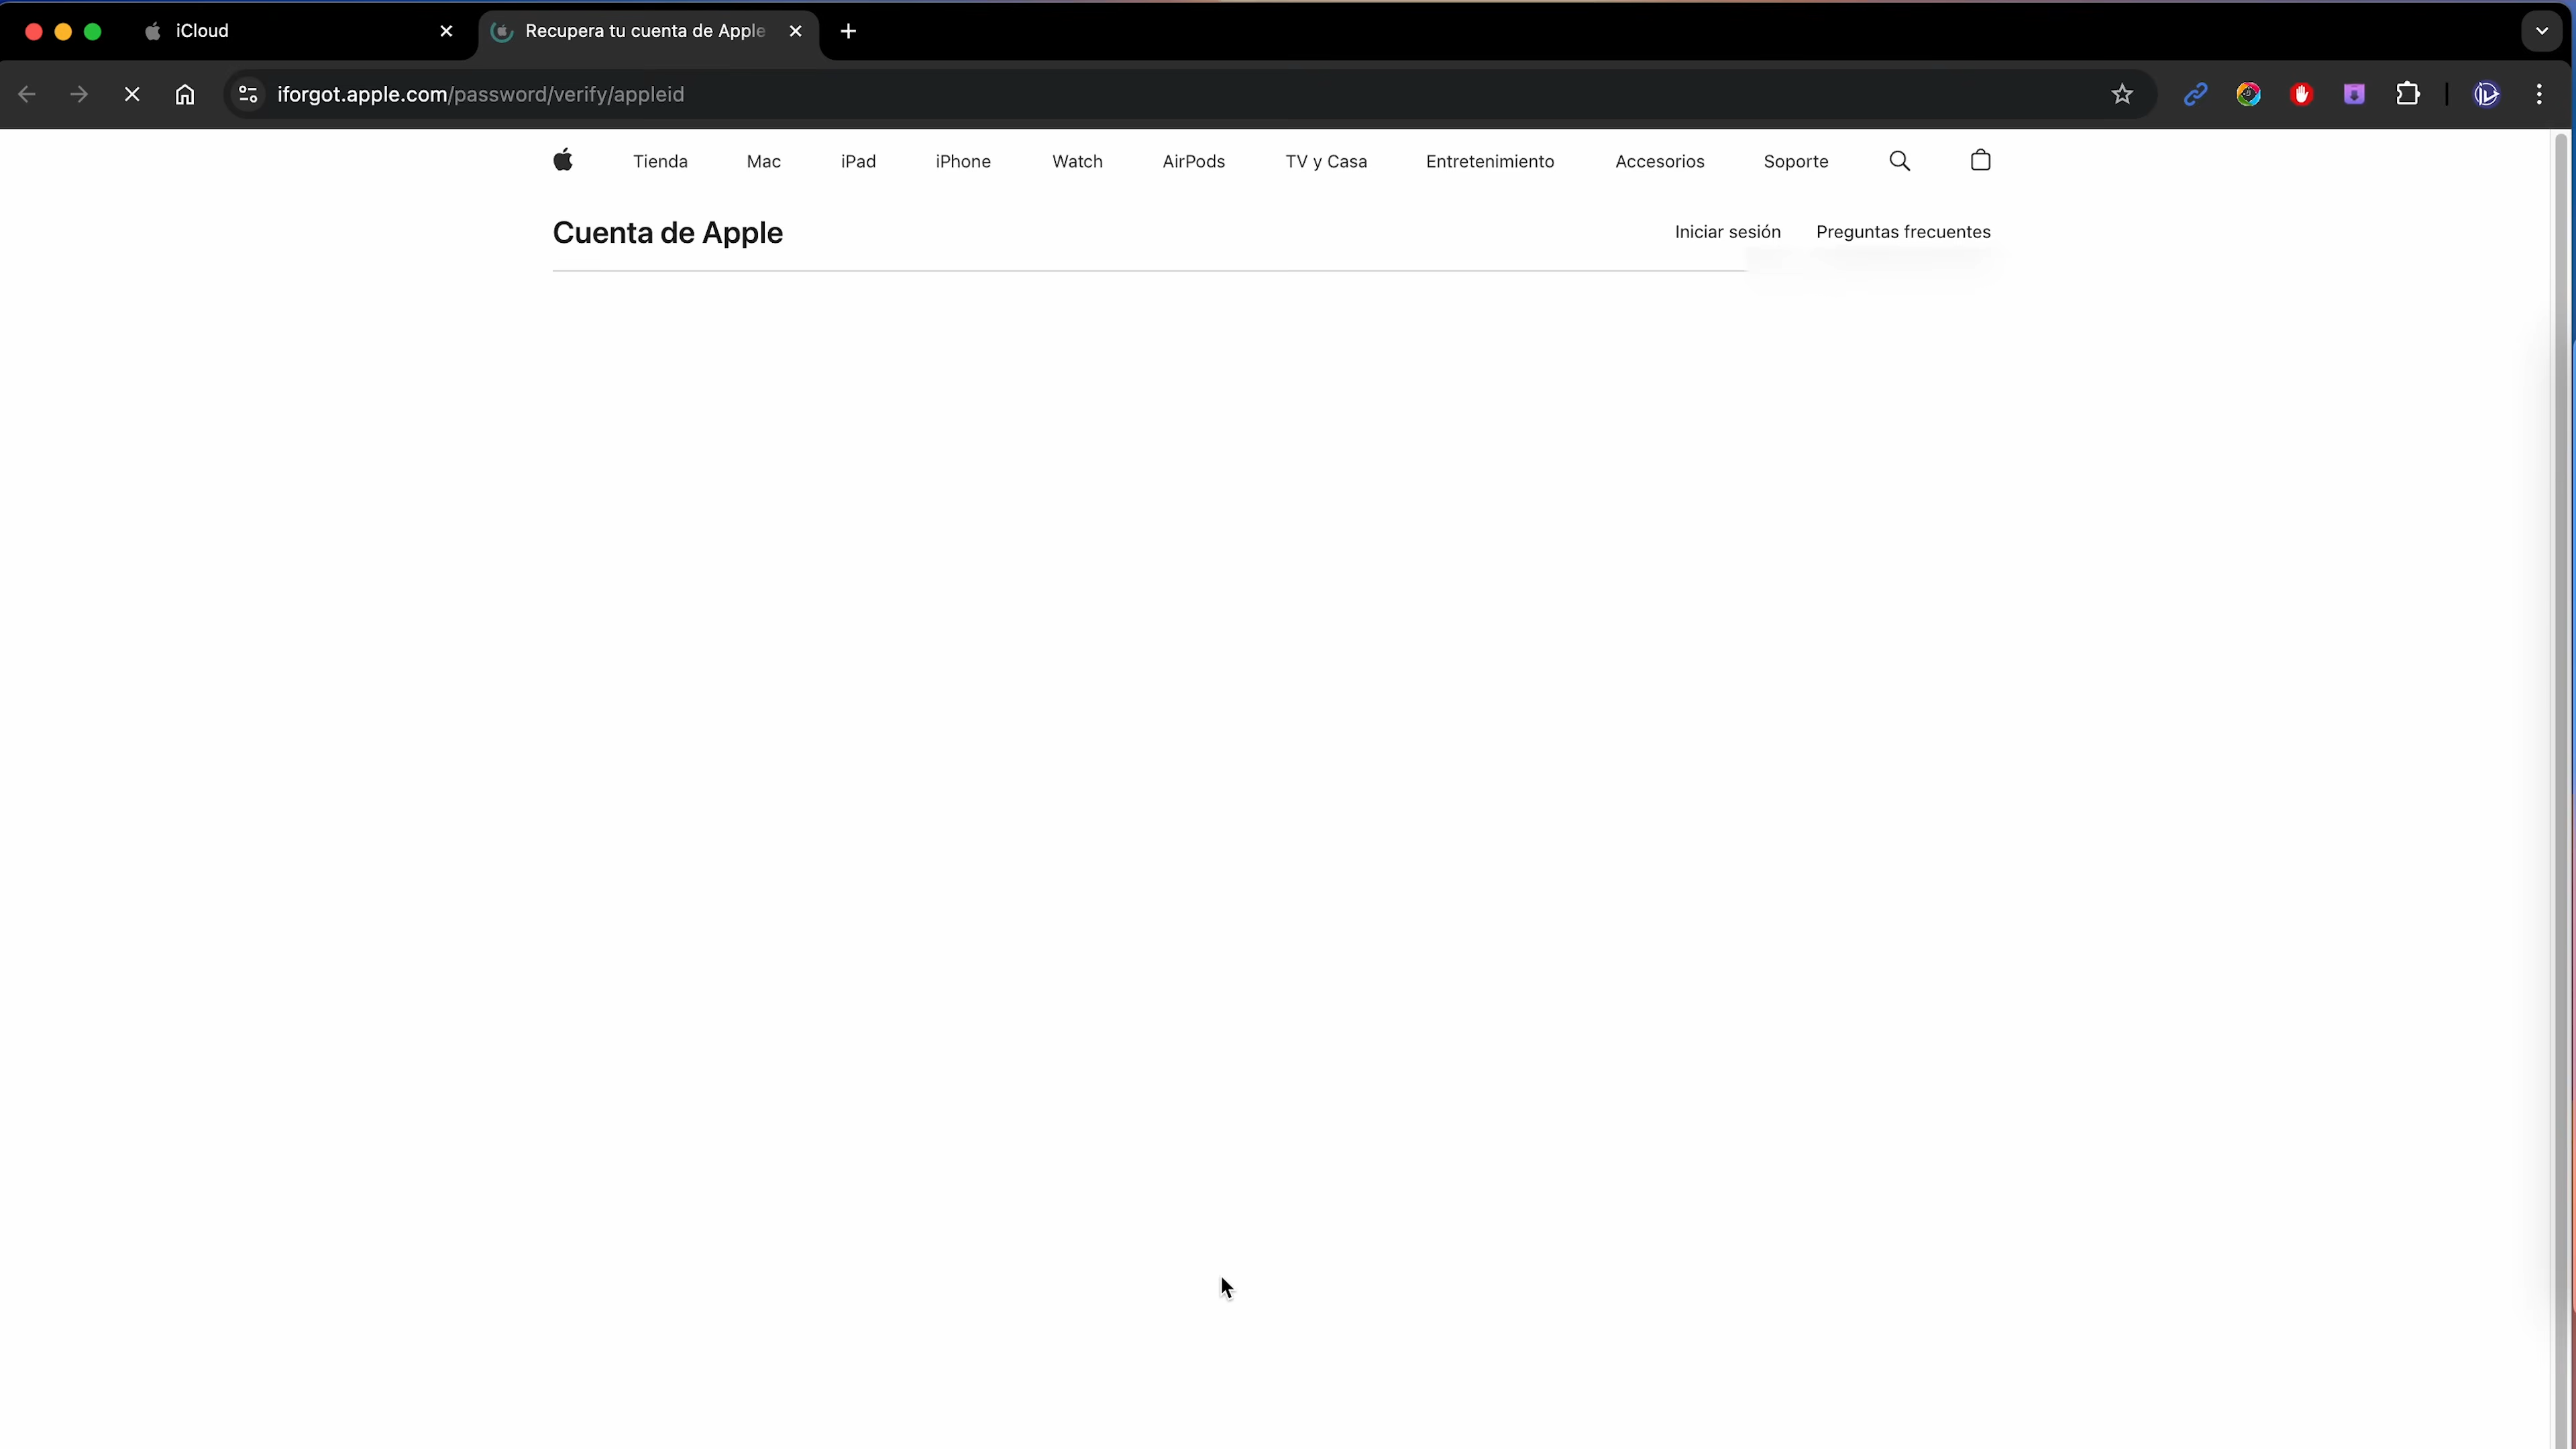 iCloud
Recupera tu cuenta de Apple
iforgot.apple.com/password/verify/appleid
Tienda Mac iPad iPhone Watch AirPods TV y Casa Entretenimiento Accesorios Soporte
Cuenta de Apple Iniciar sesión Preguntas frecuentes